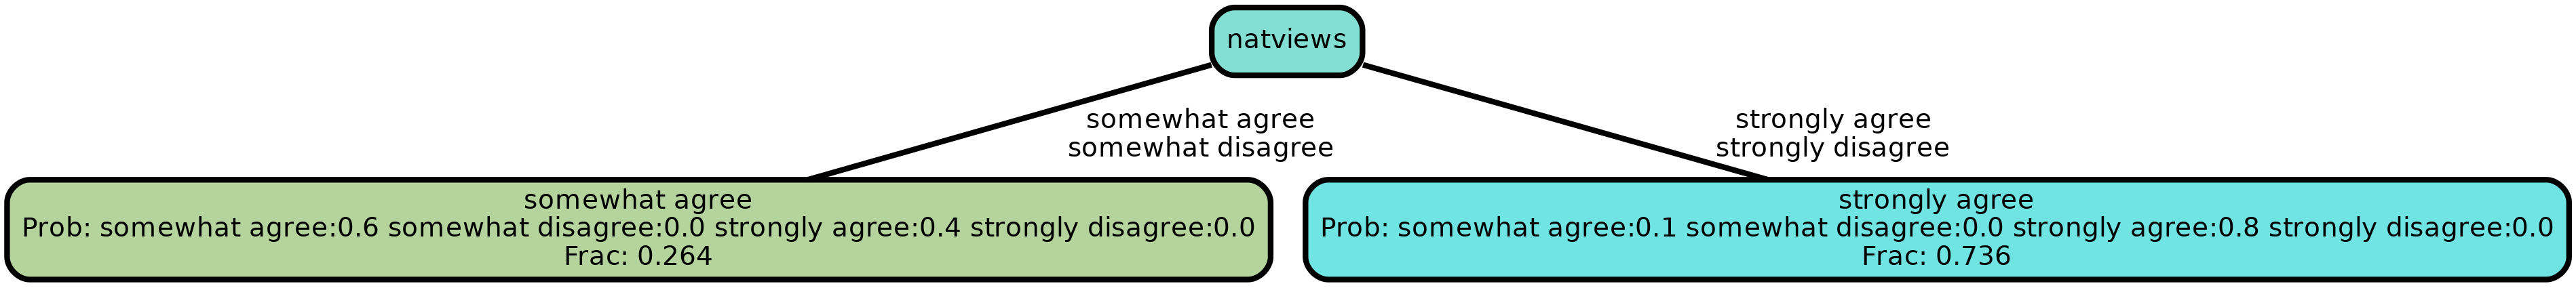 natviews
somewhat agree
somewhat disagree
strongly agree
strongly disagree
somewhat agree
Prob: somewhat agree:0.6 somewhat disagree:0.0 strongly agree:0.4 strongly disagree:0.0
Frac: 0.264
strongly agree
Prob: somewhat agree:0.1 somewhat disagree:0.0 strongly agree:0.8 strongly disagree:0.0
Frac: 0.736